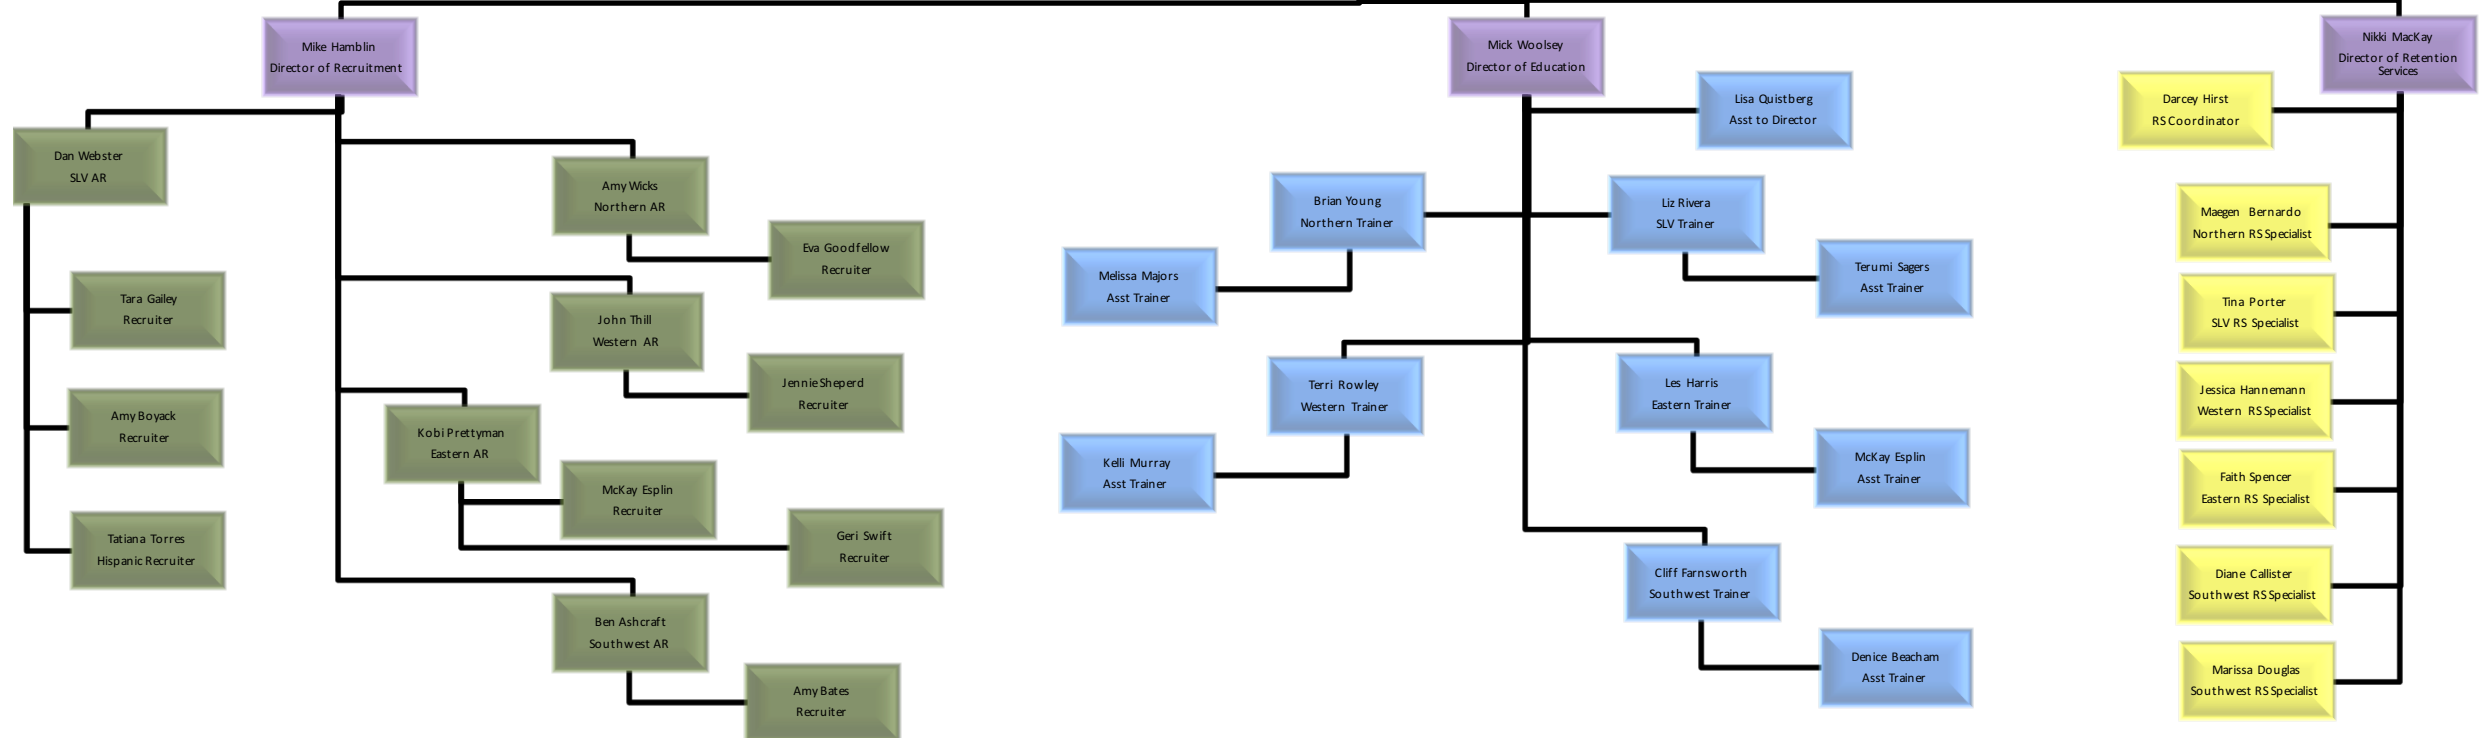 Mike Hamblin
Director of Recruitment
Dan Webster
SLV AR
Tara Gailey
Recruiter
Amy Boyack
Recruiter
Tatiana Torres
Hispanic Recruiter
Amy Wicks
Northern AR
Eva Goodfellow
Recruiter
John Thill
Western AR
Jennie Sheperd
Recruiter
Kobi Prettyman
Eastern AR
McKay Esplin
Recruiter
Geri Swift
Recruiter
Ben Ashcraft
Southwest AR
Amy Bates
Recruiter
Mick Woolsey
Director of Education
Lisa Quistberg
Asst to Director
Brian Young
Northern Trainer
Melissa Majors
Asst Trainer
Liz Rivera
SLV Trainer
Terumi Sagers
Asst Trainer
Terri Rowley
Western Trainer
Kelli Murray
Asst Trainer
Les Harris
Eastern Trainer
McKay Esplin
Asst Trainer
Cliff Farnsworth
Southwest Trainer
Denice Beacham
Asst Trainer
Nikki MacKay
Director of Retention
Services
Darcey Hirst
RS Coordinator
Maegen Bernardo
Northern RS Specialist
Tina Porter
SLV RS Specialist
Jessica Hannemann
Western RS Specialist
Faith Spencer
Eastern RS Specialist
Diane Callister
Southwest RS Specialist
Marissa Douglas
Southwest RS Specialist